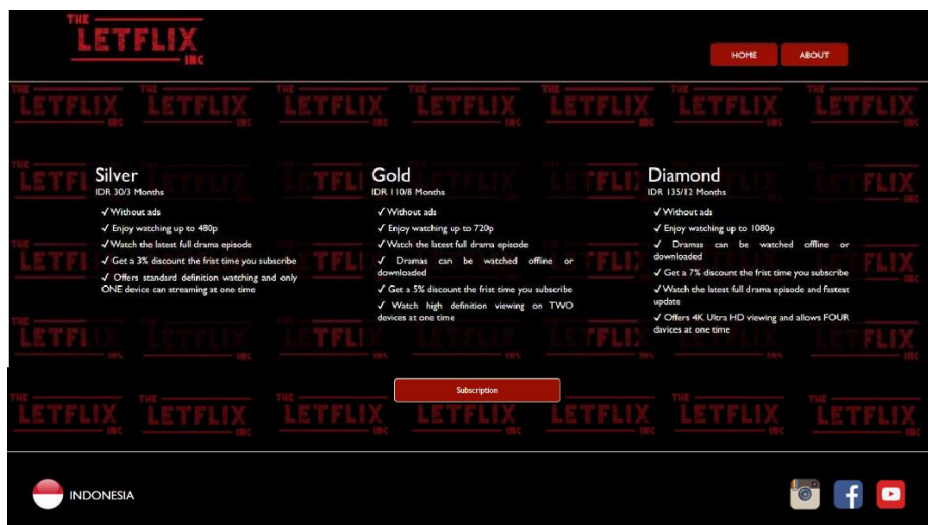 THE
LETFLIX
INC
HOME ABOUT
Silver
IDR 30/3 Months
✓ Without ads
✓ Enjoy watching up to 480p
✓ Watch the latest full drama episode
✓ Get a 3% discount the frist time you subscribe
✓ Offers standard definition watching and only
ONE device can streaming at one time
Gold
IDR 110/8 Months
✓ Without ads
✓ Enjoy watching up to 720p
✓ Watch the latest full drama episode
✓ Dramas can be watched offline or
downloaded
✓ Get a 5% discount the frist time you subscribe
✓ Watch high definition viewing on TWO
devices at one time
Diamond
IDR 135/12 Months
✓ Without ads
✓ Enjoy watching up to 1080p
✓ Dramas can be watched offline or
downloaded
✓ Get a 7% discount the frist time you subscribe
✓ Watch the latest full drama episode and fastest
update
✓ Offers 4K Ultra HD viewing and allows FOUR
davices at one time
Subscription
INDONESIA